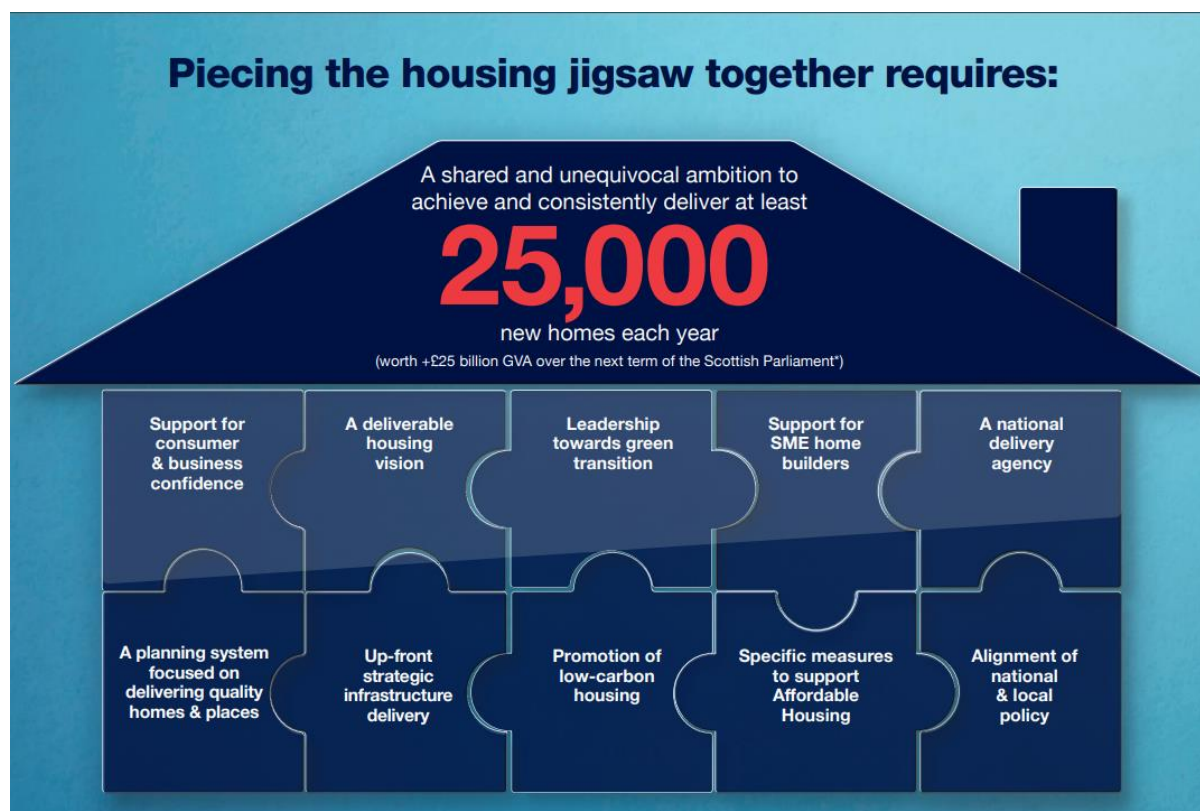 Piecing the housing jigsaw together requires:
A shared and unequivocal ambition to
achieve and consistently deliver at least
25,000
new homes each year
(worth +£25 billion GVA over the next term of the Scottish Parliament*)
Support for
consumer
& business
confidence
A deliverable
housing
vision
Leadership
towards green
transition
Support for
SME home
builders
A national
delivery
agency
A planning system
focused on
delivering quality
homes & places
Up-front
strategic
infrastructure
delivery
Promotion of
low-carbon
housing
Specific measures
to support
Affordable
Housing
Alignment of
national
& local
policy